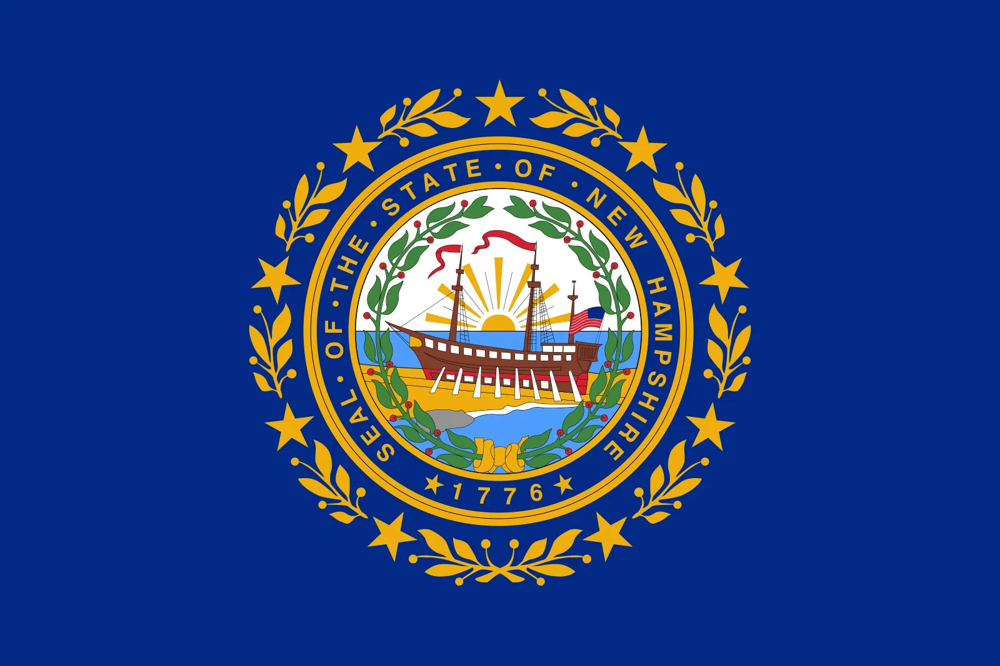 SEAL · OF · THE · STATE · OF · NEW HAMPSHIRE
1776